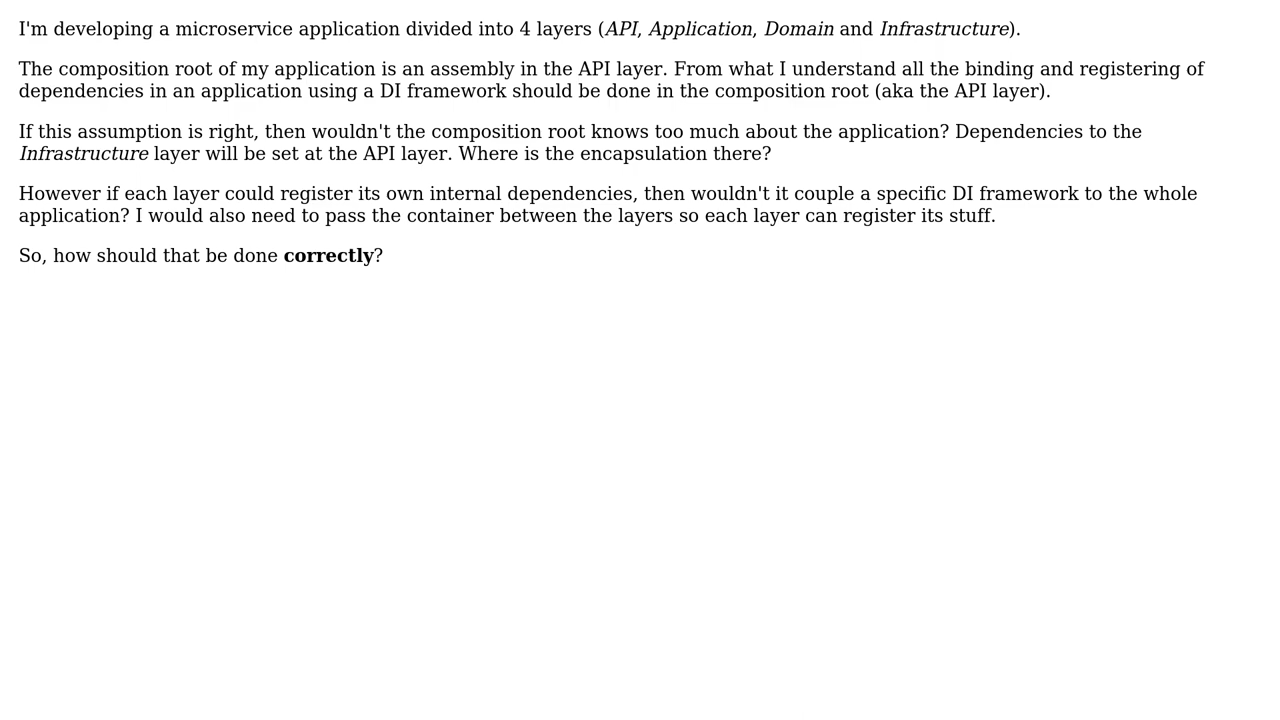 I'm developing a microservice application divided into 4 layers (API, Application, Domain and Infrastructure).
The composition root of my application is an assembly in the API layer. From what I understand all the binding and registering of
dependencies in an application using a DI framework should be done in the composition root (aka the API layer).
If this assumption is right, then wouldn't the composition root knows too much about the application? Dependencies to the
Infrastructure layer will be set at the API layer. Where is the encapsulation there?
However if each layer could register its own internal dependencies, then wouldn't it couple a specific DI framework to the whole
application? I would also need to pass the container between the layers so each layer can register its stuff.
So, how should that be done correctly?